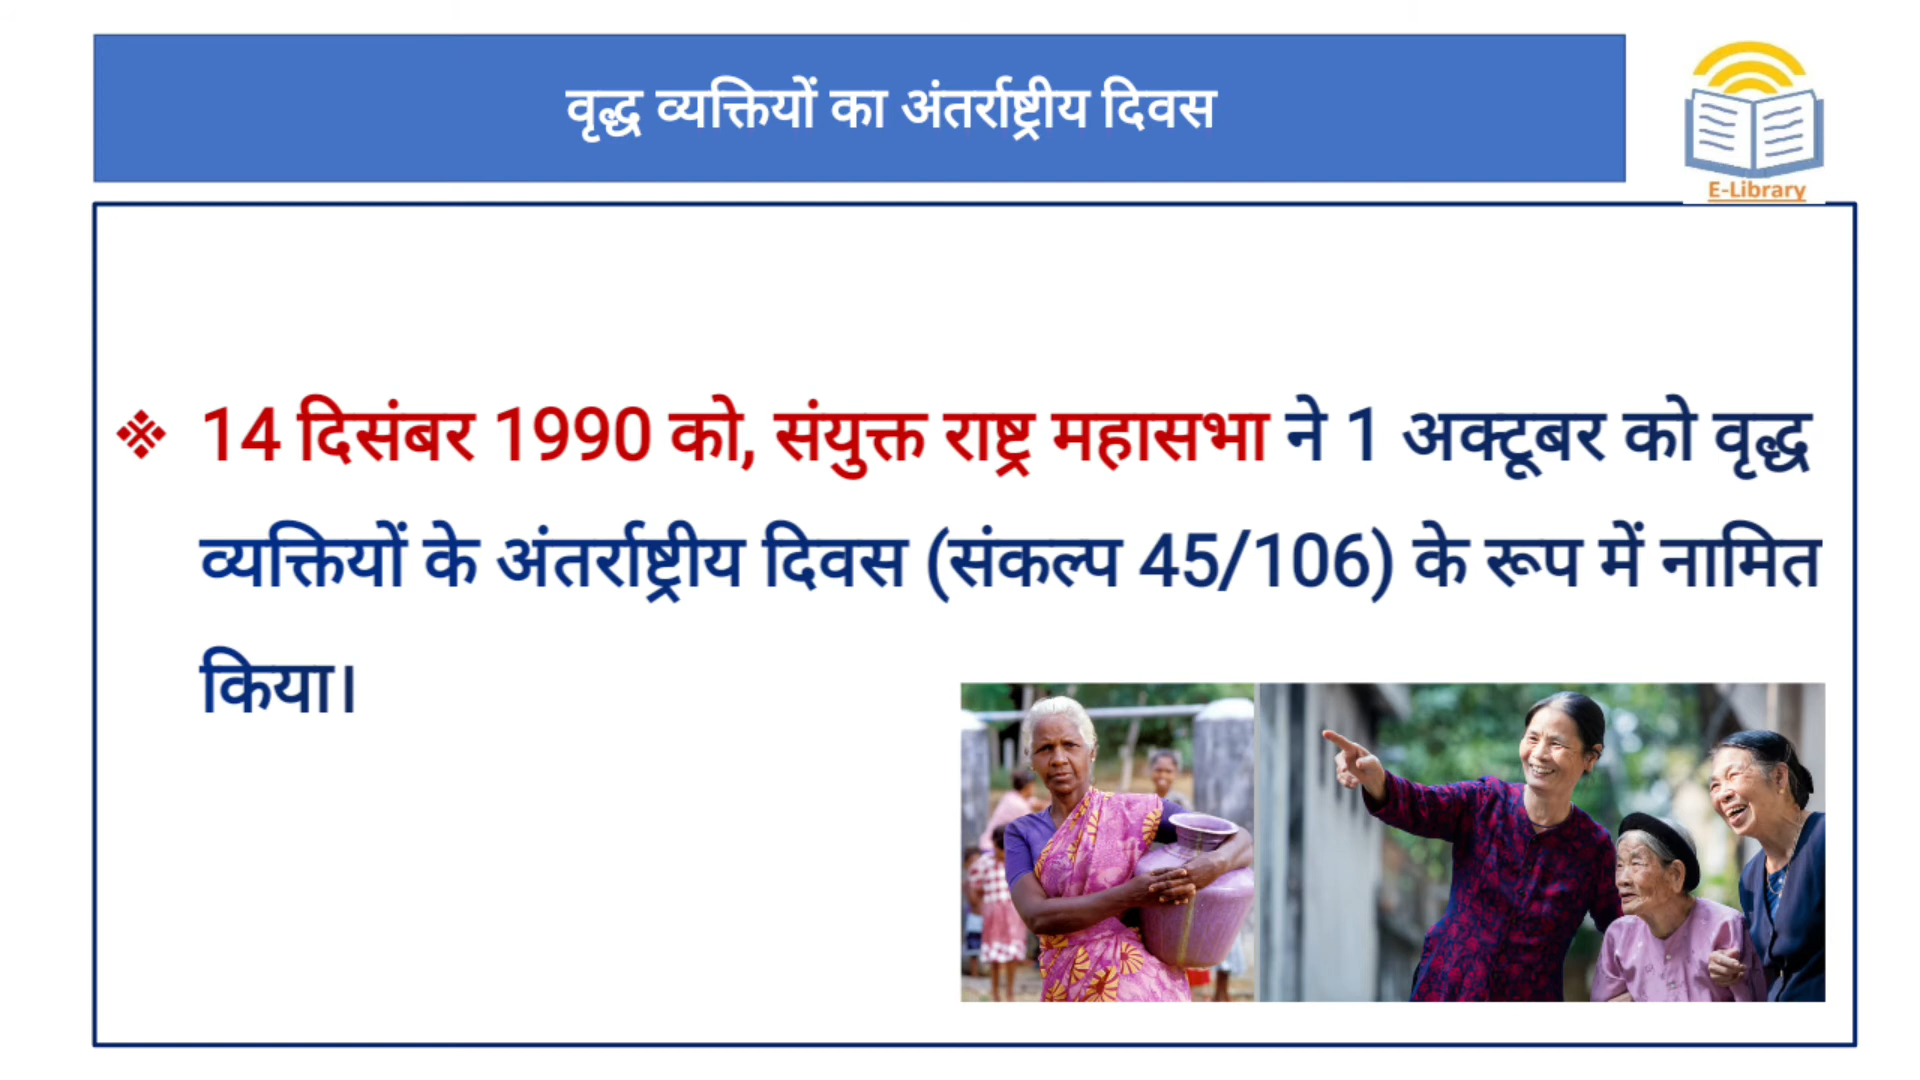 वृद्ध व्यक्तियों का अंतर्राष्ट्रीय दिवस
E-Library
❖ 14 दिसंबर 1990 को, संयुक्त राष्ट्र महासभा ने 1 अक्टूबर को वृद्ध
व्यक्तियों के अंतर्राष्ट्रीय दिवस (संकल्प 45/106) के रूप में नामित
किया।